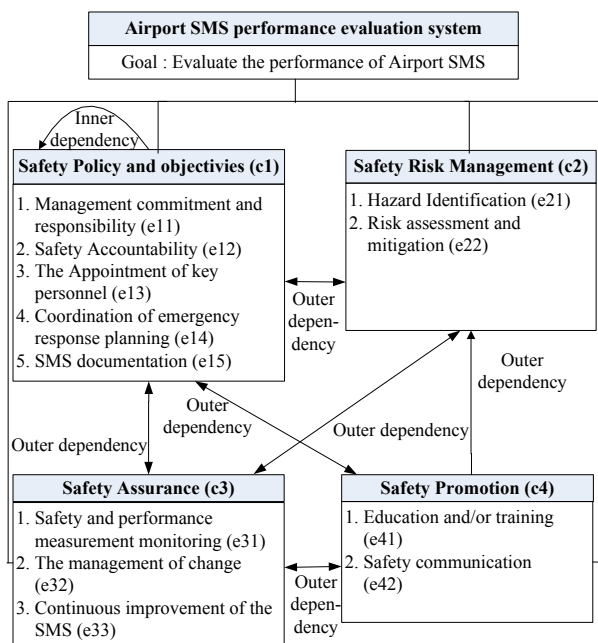 Airport SMS performance evaluation system
Goal : Evaluate the performance of Airport SMS
Inner
dependency
Safety Policy and objectivies (c1)
1. Management commitment and
responsibility (e11)
2. Safety Accountability (e12)
3. The Appointment of key
personnel (e13)
4. Coordination of emergency
response planning (e14)
5. SMS documentation (e15)
Safety Risk Management (c2)
1. Hazard Identification (e21)
2. Risk assessment and
mitigation (e22)
Outer
depen-
dency
Outer
dependency
Outer
dependency
Outer dependency
Outer dependency
Safety Assurance (c3)
1. Safety and performance
measurement monitoring (e31)
2. The management of change
(e32)
3. Continuous improvement of the
SMS (e33)
Outer
depen-
dency
Safety Promotion (c4)
1. Education and/or training
(e41)
2. Safety communication
(e42)